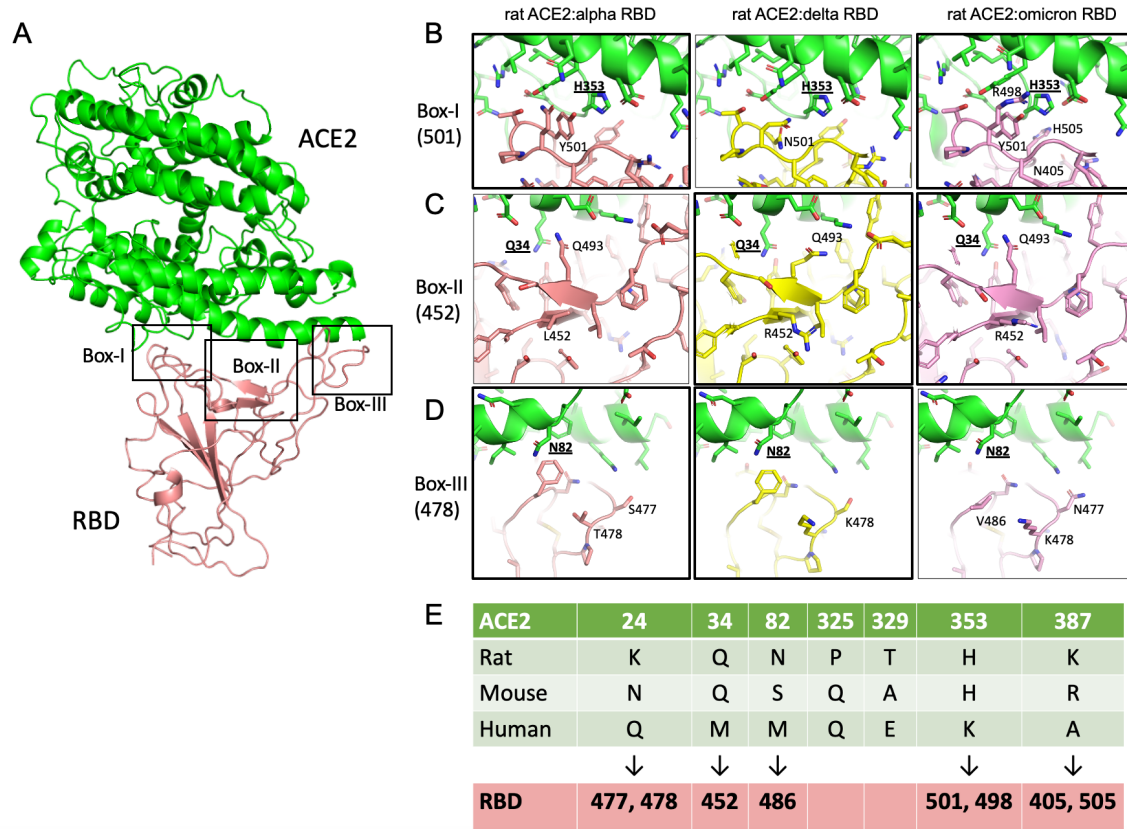 A
ACE2
Box-I
Box-II
Box-III
RBD
rat ACE2:alpha RBD
rat ACE2:delta RBD
rat ACE2:omicron RBD
B
Box-I
(501)
H353
Y501
H353
N501
R498
H353
H505
Y501
N405
C
Box-II
(452)
Q34
Q493
L452
Q34
Q493
R452
Q34
Q493
R452
D
Box-III
(478)
N82
S477
T478
N82
K478
N82
V486
N477
K478
E
ACE2 24 34 82 325 329 353 387
Rat K Q N P T H K
Mouse N Q S Q A H R
Human Q M M Q E K A
↓ ↓ ↓ ↓ ↓
RBD 477, 478 452 486 501, 498 405, 505